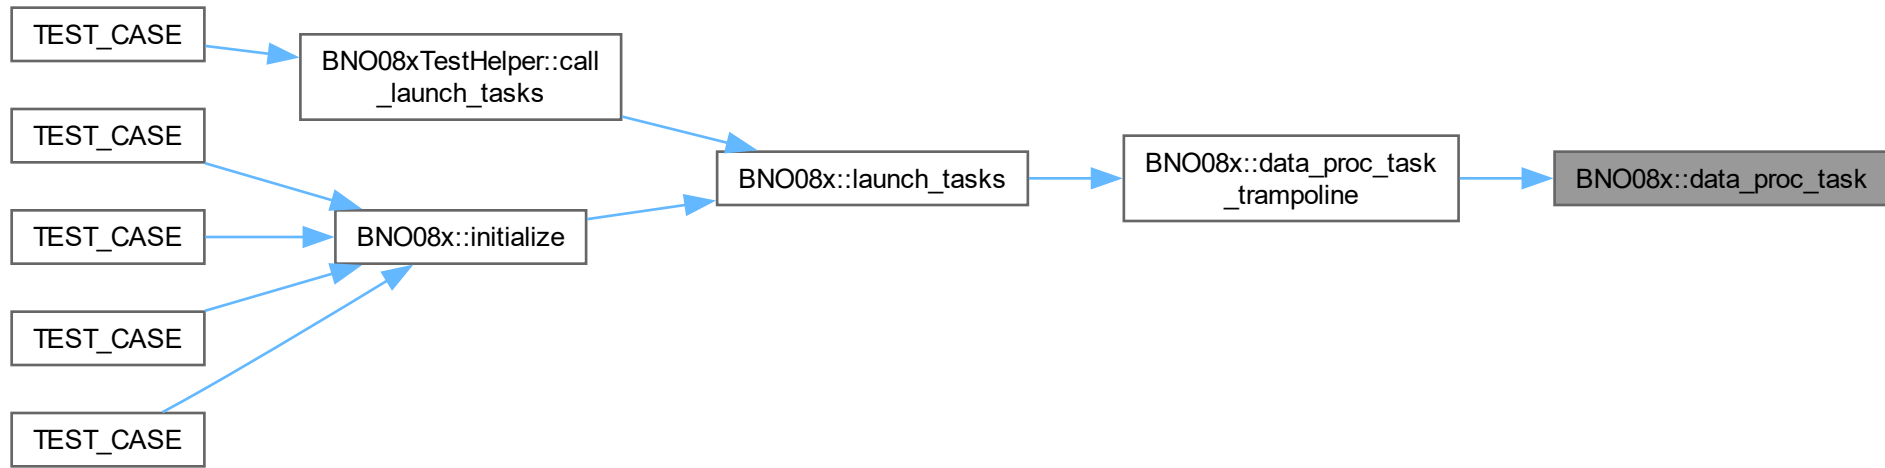 TEST_CASE
BNO08xTestHelper::call
_launch_tasks
TEST_CASE
BNO08x::launch_tasks
BNO08x::data_proc_task
_trampoline
BNO08x::data_proc_task
TEST_CASE
BNO08x::initialize
TEST_CASE
TEST_CASE